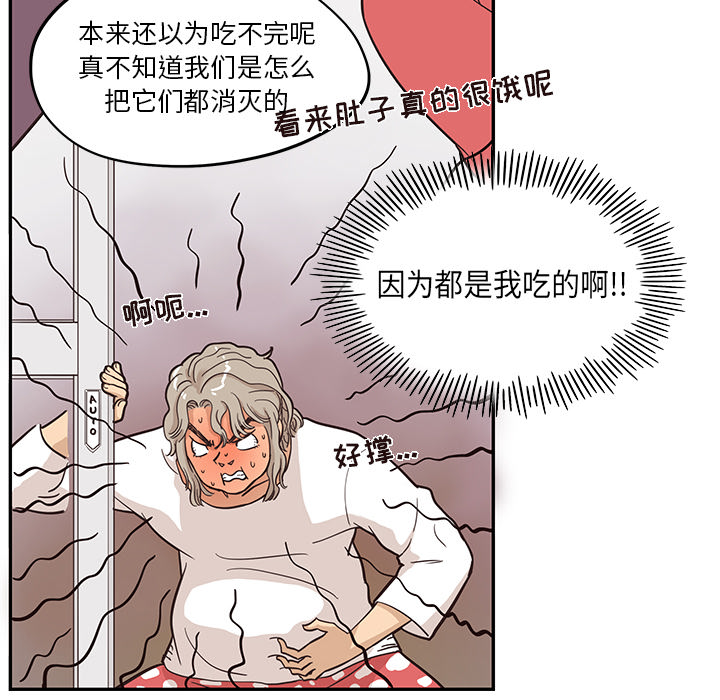 本来还以为吃不完呢
真不知道我们是怎么
把它们都消灭的
看来肚子真的很饿呢
因为都是我吃的啊!!
啊呃...
AUTO
好撑...